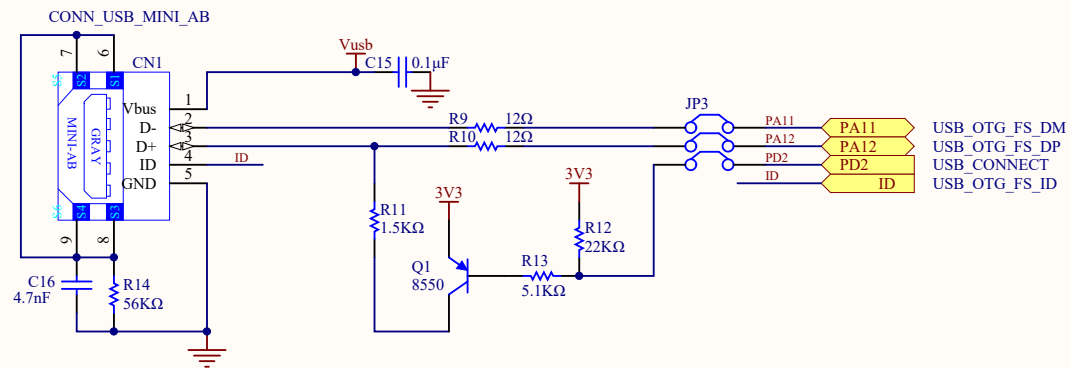 CONN_USB_MINI_AB
7
6
CN1
S2
S1
Vusb
C15
0.1μF
Vbus
1
D-
2
D+
3
ID
4
GND
5
MINI-AB
GRAY
ID
R9
12Ω
R10
12Ω
JP3
PA11
PA11
USB_OTG_FS_DM
PA12
PA12
USB_OTG_FS_DP
PD2
PD2
USB_CONNECT
ID
ID
USB_OTG_FS_ID
S4
S3
9
8
3V3
3V3
R11
1.5KΩ
R12
22KΩ
Q1
8550
R13
5.1KΩ
C16
4.7nF
R14
56KΩ